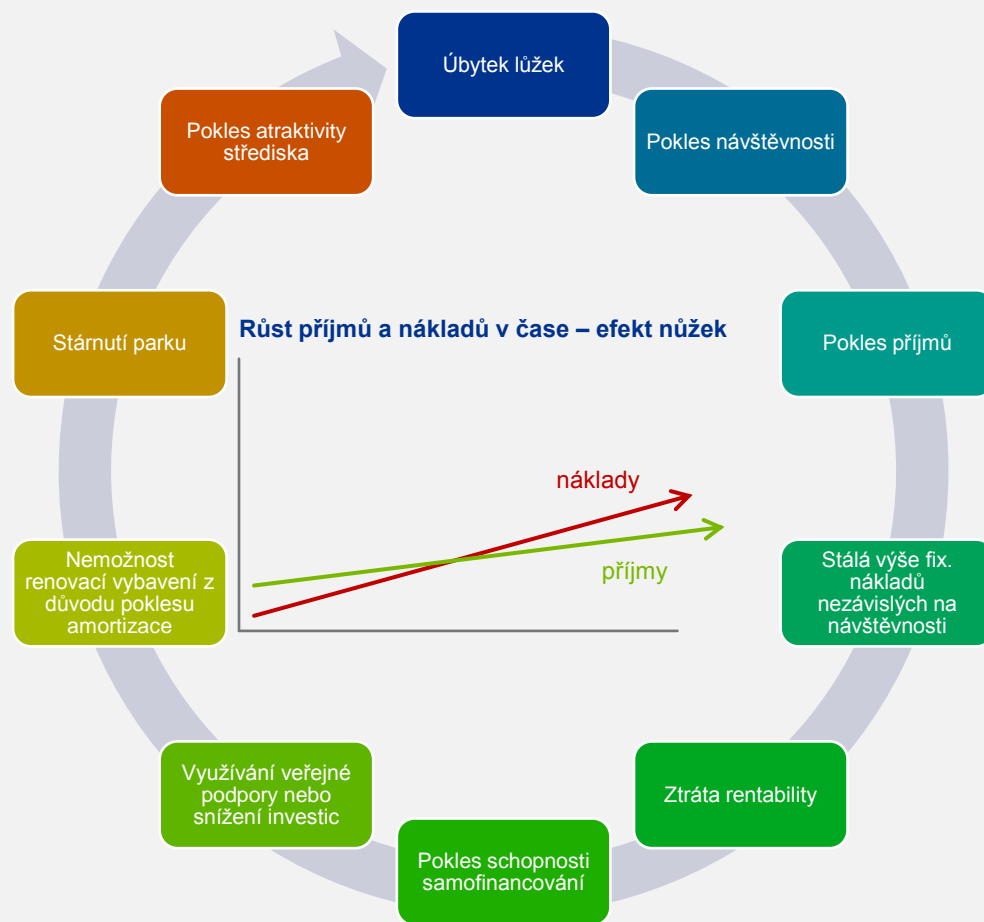 Úbytek lůžek
Pokles návštěvnosti
Pokles příjmů
Stálá výše fix.
nákladů
nezávislých na
návštěvnosti
Ztráta rentability
Pokles schopnosti
samofinancování
Využívání veřejné
podpory nebo
snížení investic
Nemožnost
renovací vybavení z
důvodu poklesu
amortizace
Stárnutí parku
Pokles atraktivity
střediska
Růst příjmů a nákladů v čase – efekt nůžek
náklady
příjmy